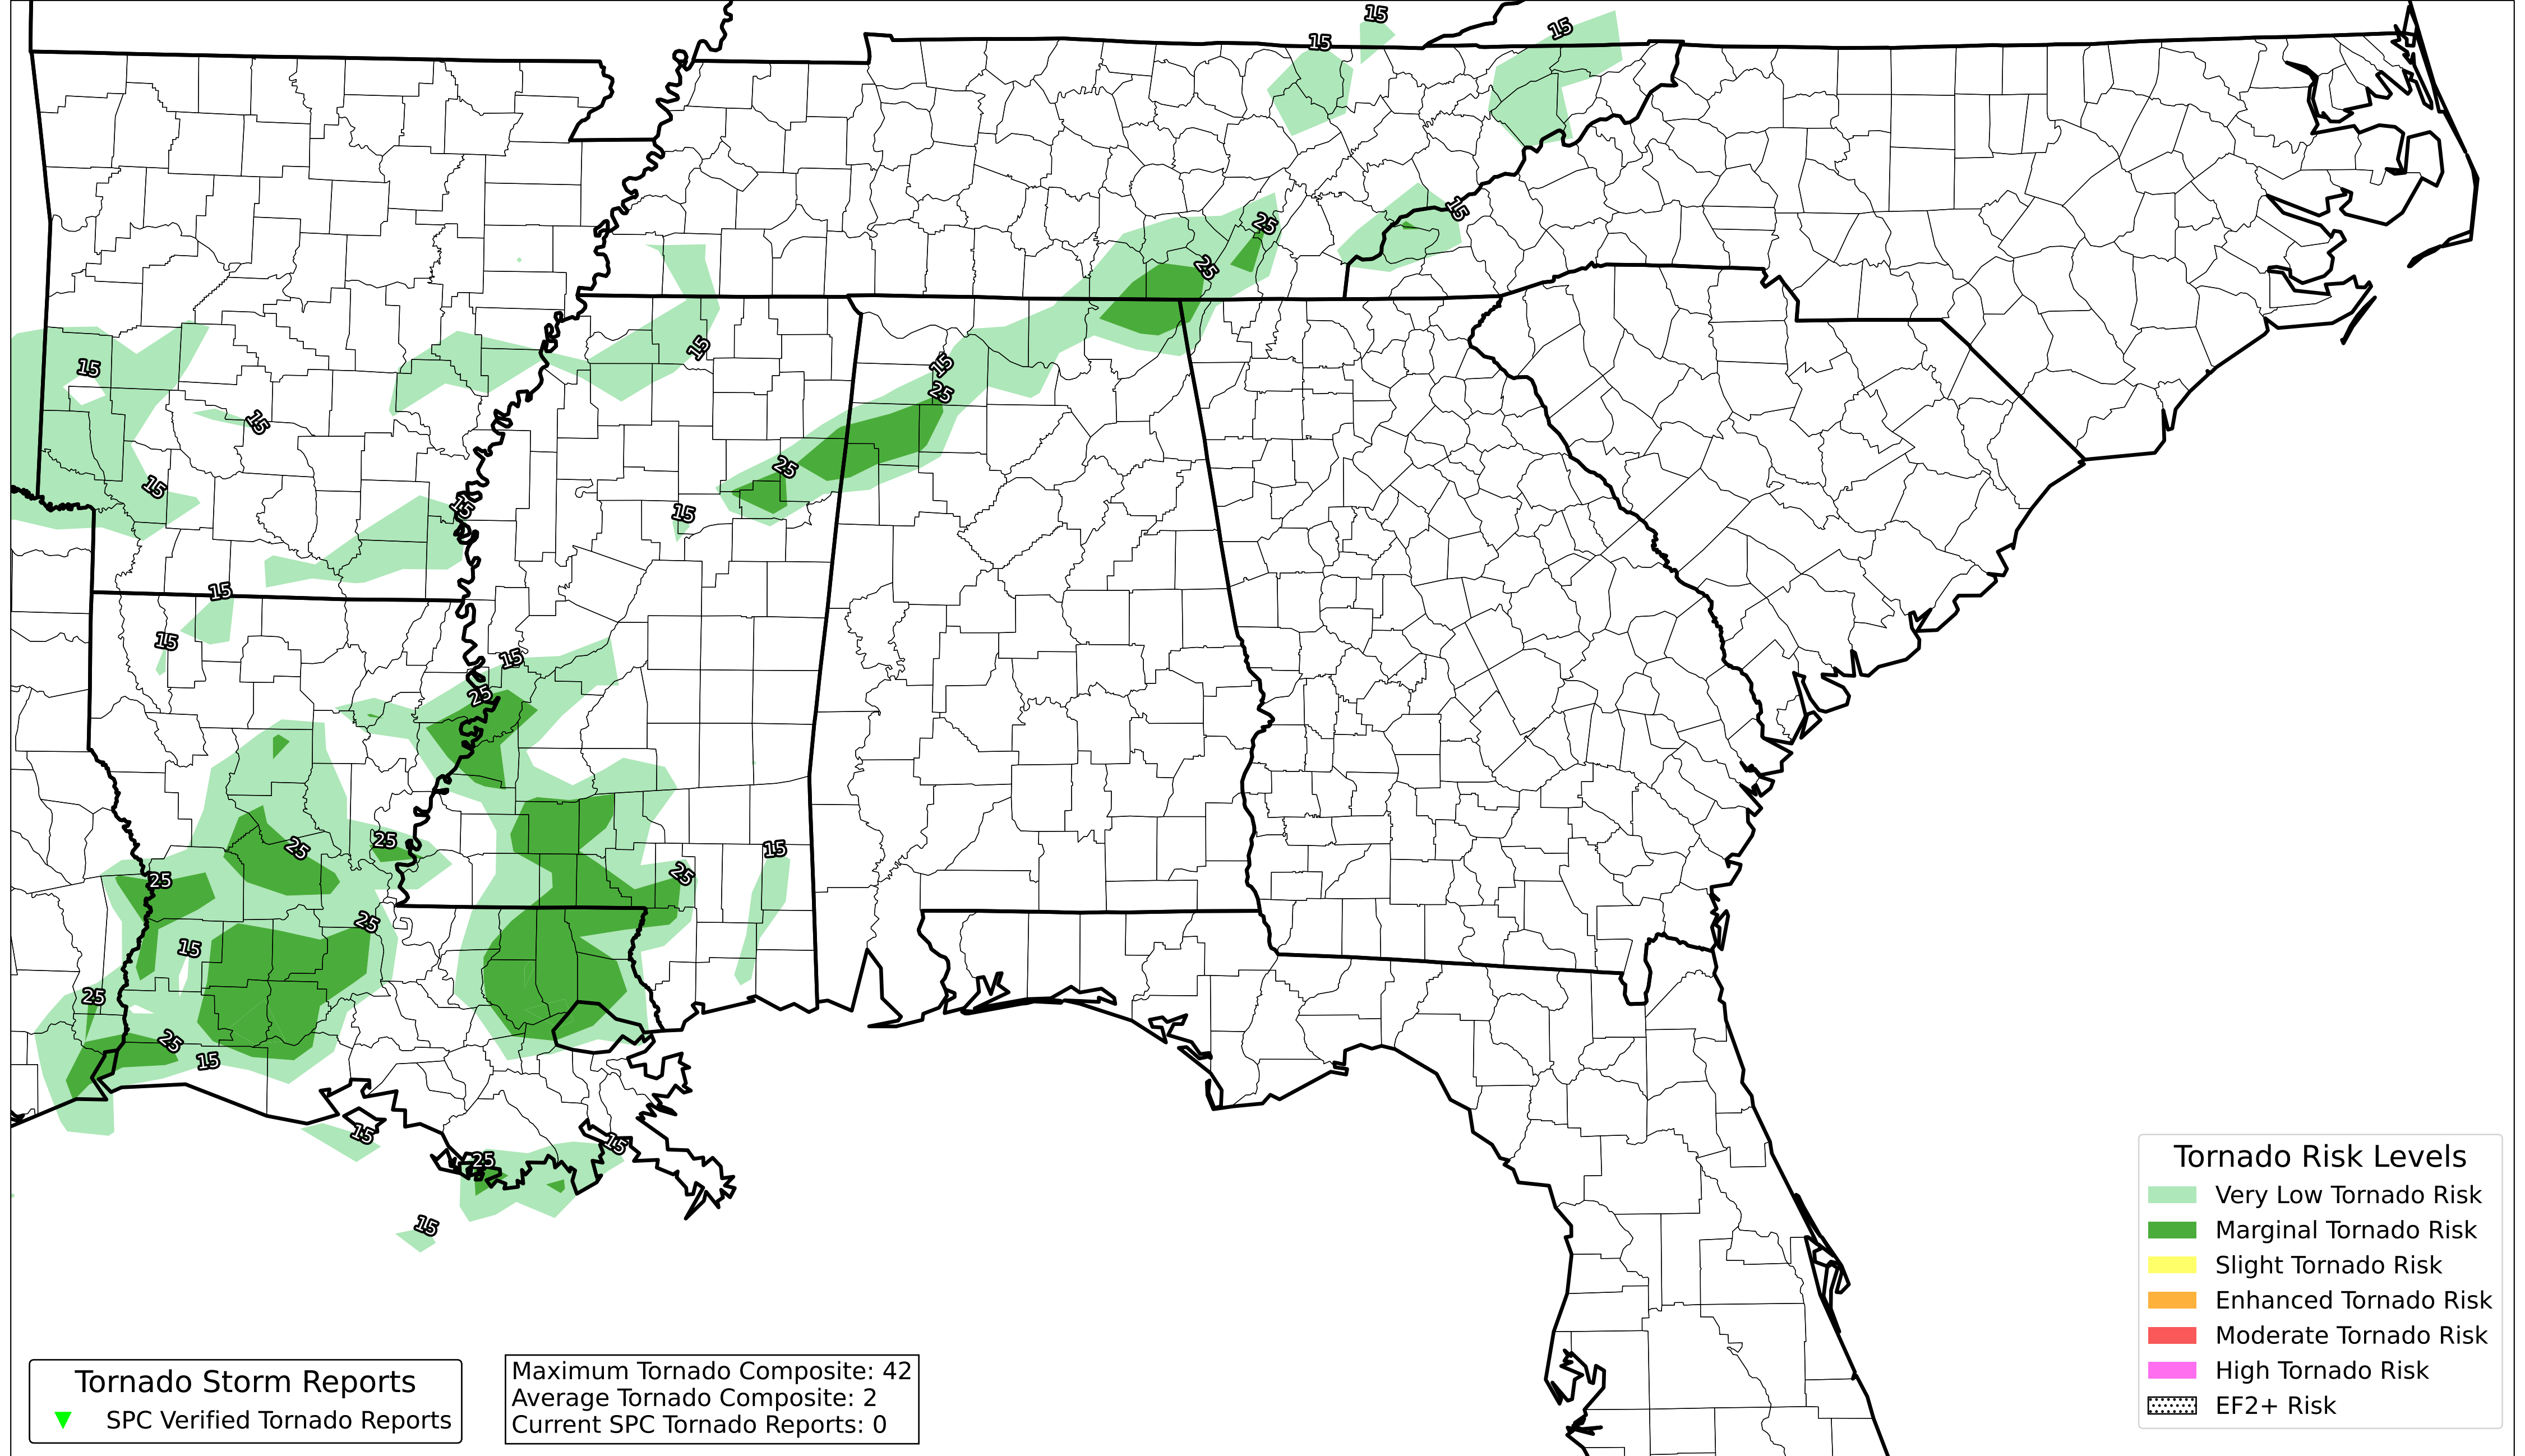 15
15
15
15
25
25
15
15
15
25
15
25
15
15
15
15
15
15
25
15
25
25
25
25
25
15
25
25
15
15
15
25
15
15
Tornado Risk Levels
Very Low Tornado Risk
Marginal Tornado Risk
Slight Tornado Risk
Enhanced Tornado Risk
Moderate Tornado Risk
High Tornado Risk
EF2+ Risk
Tornado Storm Reports
SPC Verified Tornado Reports
Maximum Tornado Composite: 42
Average Tornado Composite: 2
Current SPC Tornado Reports: 0